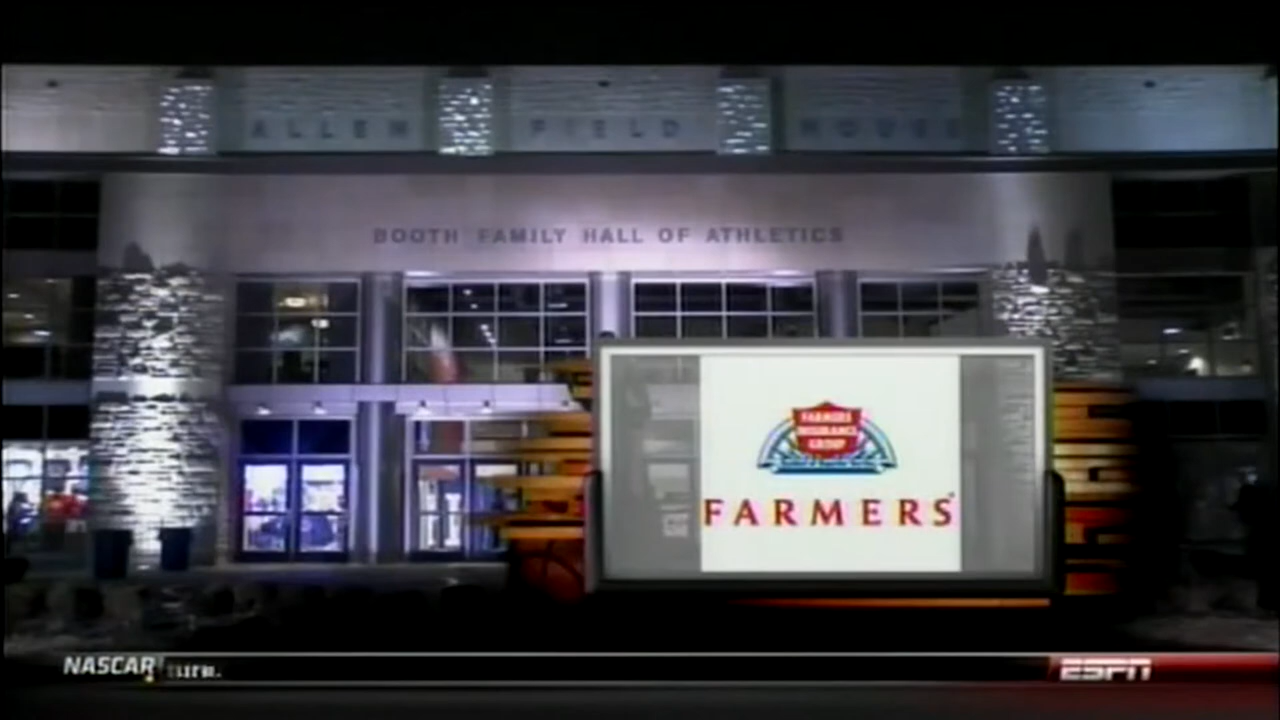 ALLEN FIELD HOUSE
BOOTH FAMILY HALL OF ATHLETICS
FARMERS
INSURANCE
GROUP
FARMERS
NASCAR
ESPN